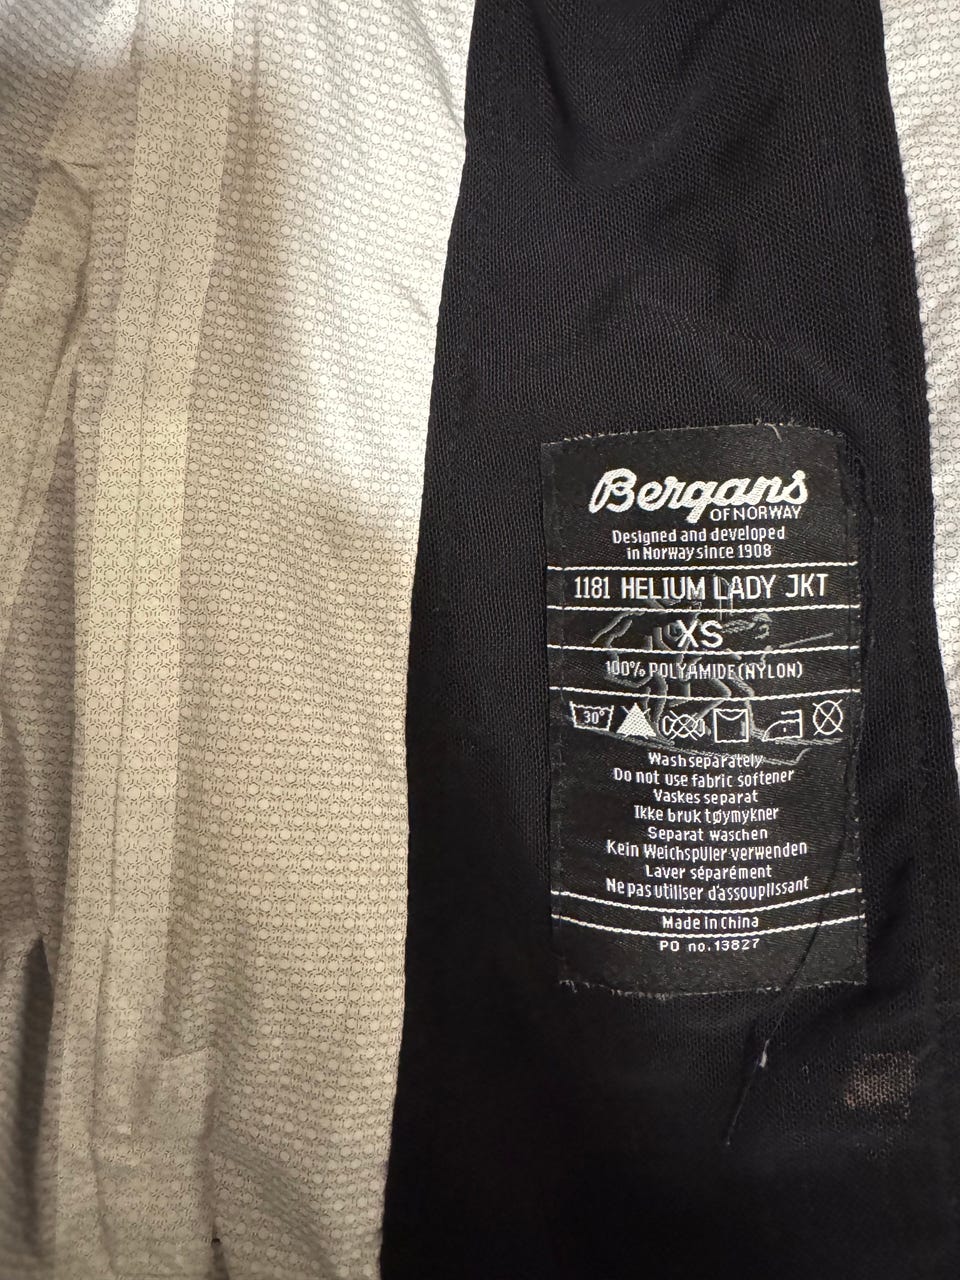 Bergans
OF NORWAY
Designed and developed
in Norway since 1908
1181 HELIUM LADY JKT
XS
100% POLYAMIDE (NYLON)
30°
Wash separately
Do not use fabric softener
Vaskes separat
Ikke bruk tøymykner
Separat waschen
Kein Weichspüler verwenden
Laver séparément
Ne pas utiliser d'assouplissant
Made in China
PO no.13827